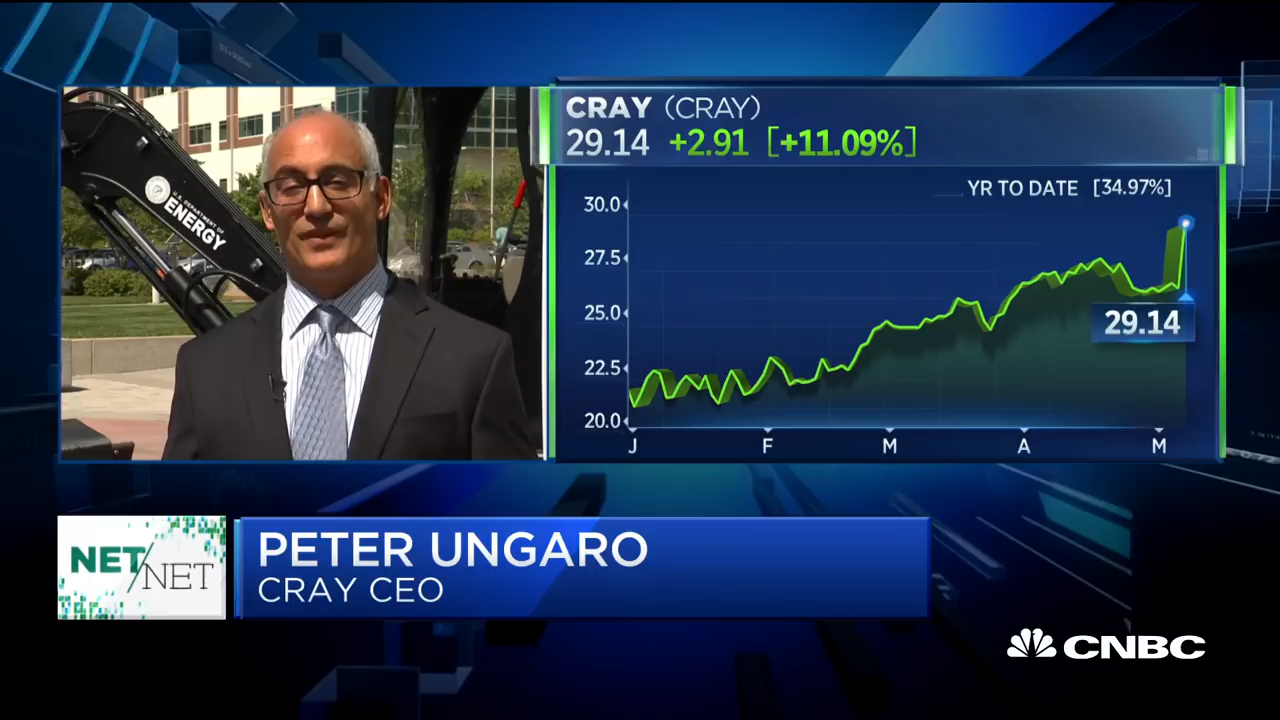 U.S. DEPARTMENT OF
ENERGY
CRAY (CRAY)
29.14 +2.91 [+11.09%]
YR TO DATE [34.97%]
30.0
27.5
25.0
22.5
20.0
29.14
J F M A M
NET/NET
PETER UNGARO
CRAY CEO
CNBC